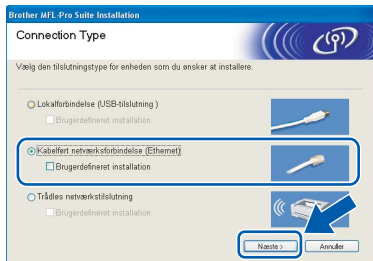 Brother MFL-Pro Suite Installation
Connection Type
Vælg den tilslutningstype for enheden som du ønsker at installere.
Lokalforbindelse (USB-tilslutning )
Brugerdefineret installation
Kabelført netværksforbindelse (Ethernet)
Brugerdefineret installation
Trådløs netværkstilslutning
Brugerdefineret installation
Næste >
Annuller